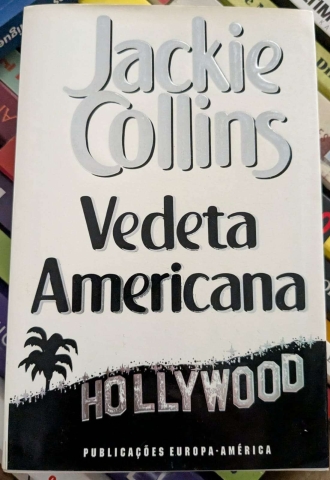 Jackie
Collins
Vedeta
Americana
HOLLYWOOD
PUBLICAÇÕES EUROPA-AMÉRICA